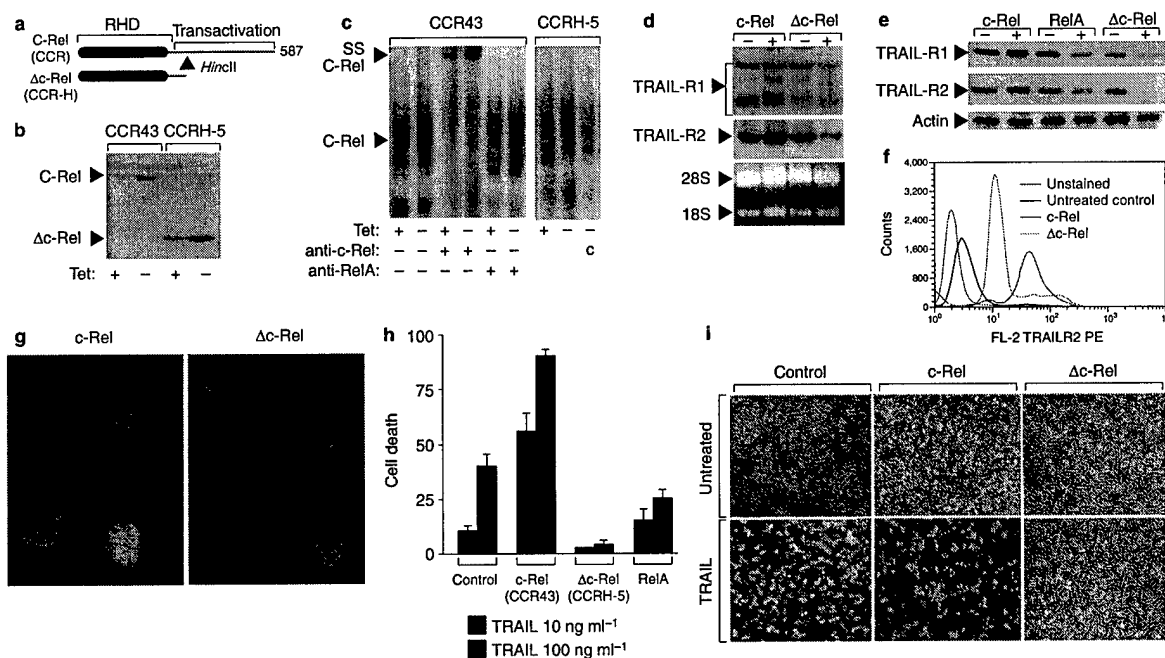 a
RHD
Transactivation
C-Rel
(CCR)
587
Δc-Rel
(CCR-H)
HincII
b
CCR43 CCRH-5
C-Rel
Δc-Rel
Tet: + − + −
c
CCR43
CCRH-5
SS
C-Rel
C-Rel
Tet: + − + − + − + − −
anti-c-Rel: − − + + − − − − c
anti-RelA: − − − − + +
d
c-Rel Δc-Rel
− + − +
TRAIL-R1
TRAIL-R2
28S
18S
e
c-Rel RelA Δc-Rel
− + − + − +
TRAIL-R1
TRAIL-R2
Actin
f
4,000
3,200
2,400
1,600
800
0
Counts
Unstained
Untreated control
c-Rel
Δc-Rel
10⁰ 10¹ 10² 10³ 10⁴
FL-2 TRAILR2 PE
g
c-Rel
Δc-Rel
h
100
75
50
25
0
Cell death
Control
c-Rel
(CCR43)
Δc-Rel
(CCRH-5)
RelA
TRAIL 10 ng ml⁻¹
TRAIL 100 ng ml⁻¹
i
Control
c-Rel
Δc-Rel
Untreated
TRAIL